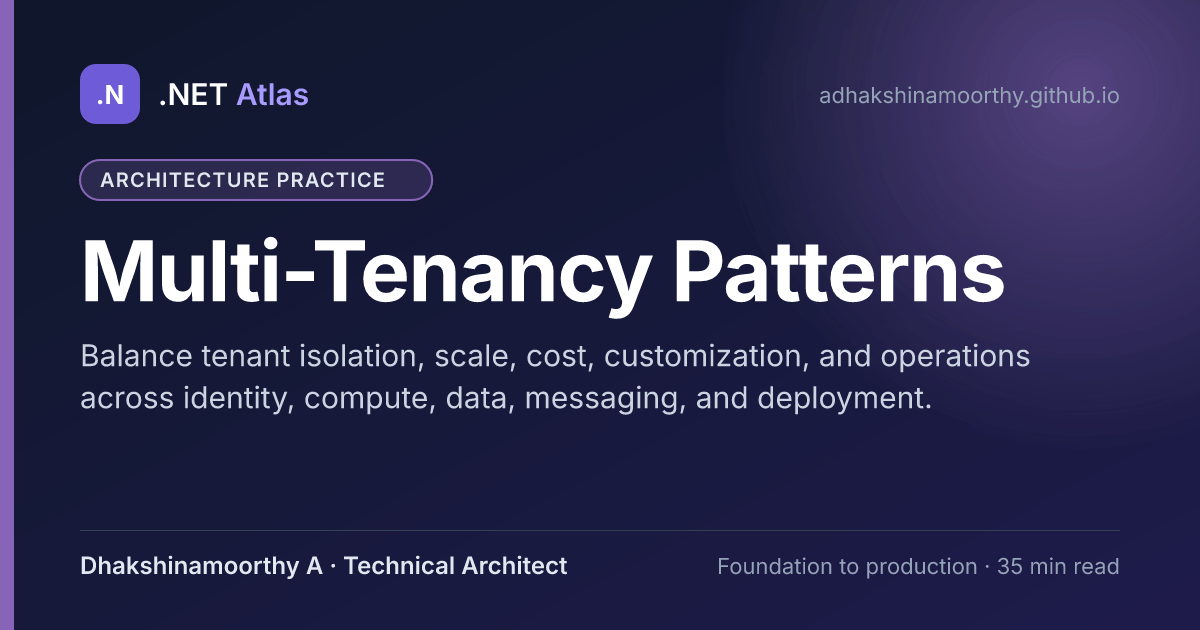 .N
.NET Atlas
adhakshinamoorthy.github.io
ARCHITECTURE PRACTICE
Multi-Tenancy Patterns
Balance tenant isolation, scale, cost, customization, and operations
across identity, compute, data, messaging, and deployment.
Dhakshinamoorthy A · Technical Architect
Foundation to production · 35 min read